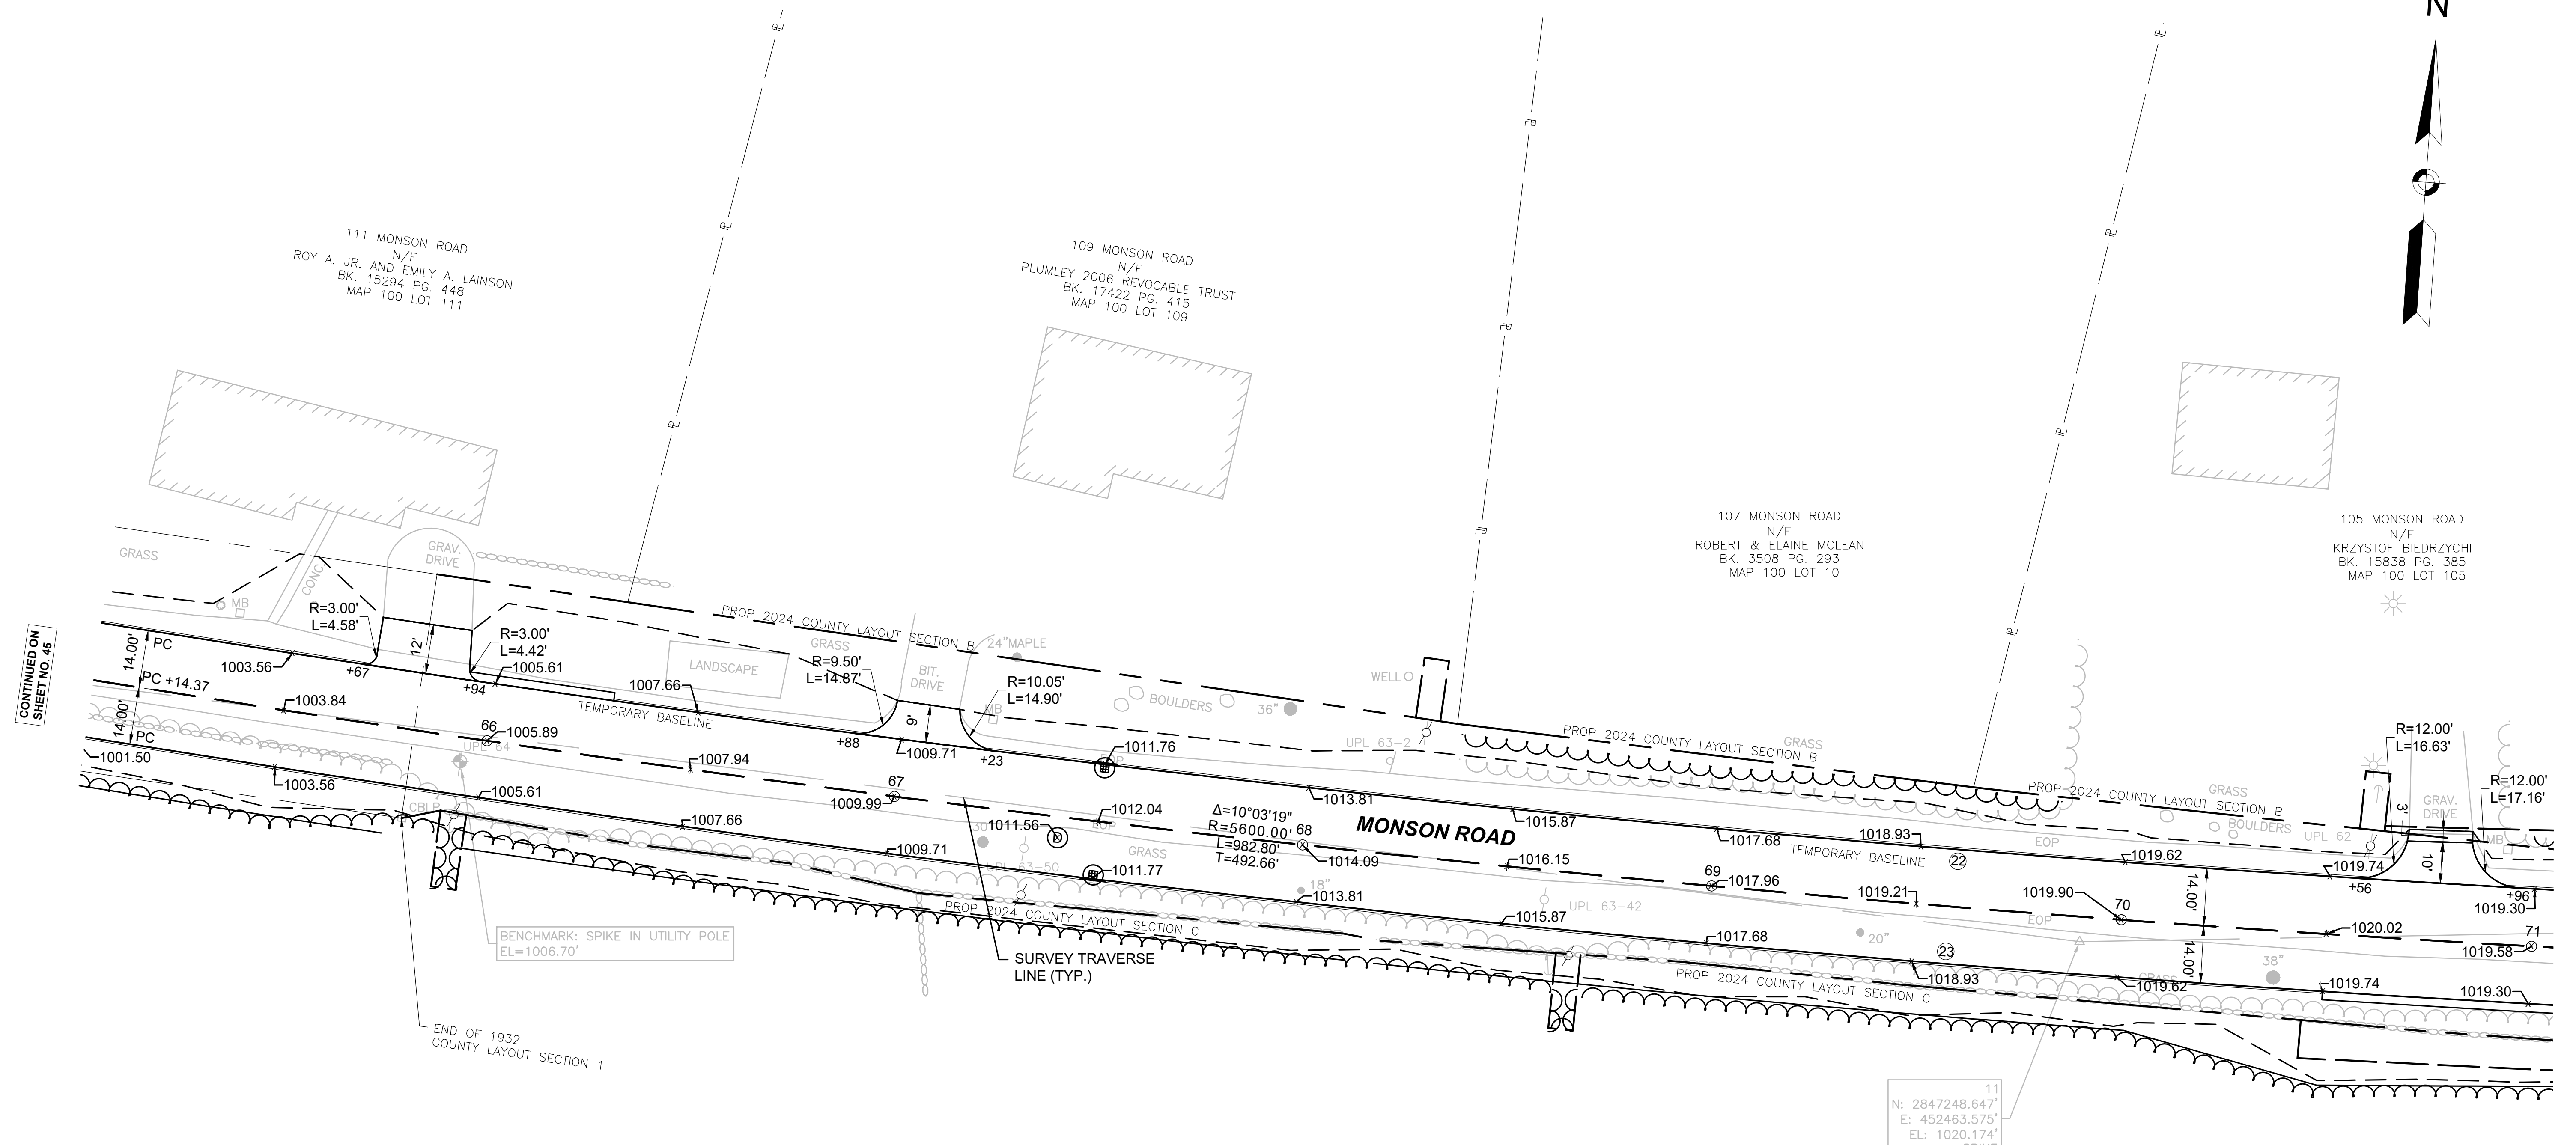 N
111 MONSON ROAD
N/F
ROY A. JR. AND EMILY A. LAINSON
BK. 15294 PG. 448
MAP 100 LOT 111
109 MONSON ROAD
N/F
PLUMLEY 2006 REVOCABLE TRUST
BK. 17422 PG. 415
MAP 100 LOT 109
107 MONSON ROAD
N/F
ROBERT & ELAINE MCLEAN
BK. 3508 PG. 293
MAP 100 LOT 10
105 MONSON ROAD
N/F
KRZYSTOF BIEDRZYCHI
BK. 15838 PG. 385
MAP 100 LOT 105
CONTINUED ON
SHEET NO. 45
GRASS
CONC
GRAV.
DRIVE
MB
R=3.00'
L=4.58'
12'
R=3.00'
L=4.42'
PROP 2024 COUNTY LAYOUT SECTION B
GRASS
LANDSCAPE
R=9.50'
L=14.87'
BIT.
DRIVE
24"MAPLE
R=10.05'
L=14.90'
MB
BOULDERS
36"
WELL
UPL 63-2
PROP 2024 COUNTY LAYOUT SECTION B
GRASS
PROP 2024 COUNTY LAYOUT SECTION B
GRASS
BOULDERS
UPL 62
R=12.00'
L=16.63'
3'
GRAV.
DRIVE
R=12.00'
L=17.16'
MB
10'
14.00'
PC
1003.56
+67
+94
1005.61
1007.66
TEMPORARY BASELINE
+88
9'
1009.71
+23
1011.76
1013.81
1015.87
1017.68
1018.93
TEMPORARY BASELINE
22
EOP
1019.62
1019.74
+56
+96
1019.30
PC +14.37
14.00'
1003.84
66
1005.89
UPL 64
1007.94
67
1009.99
1012.04
EOP
1011.56
30"
Δ=10°03'19"
R=5600.00'
L=982.80'
T=492.66'
68
1014.09
MONSON ROAD
1016.15
69
1017.96
1019.21
70
1019.90
EOP
14.00'
14.00'
1020.02
71
1019.58
PC
1001.50
1003.56
CBLP
1005.61
1007.66
1009.71
GRASS
UPL 63-50
1011.77
18"
1013.81
1015.87
UPL 63-42
1017.68
20"
23
1018.93
GRASS
1019.62
38"
1019.74
1019.30
PROP 2024 COUNTY LAYOUT SECTION C
PROP 2024 COUNTY LAYOUT SECTION C
BENCHMARK: SPIKE IN UTILITY POLE
EL=1006.70'
SURVEY TRAVERSE
LINE (TYP.)
END OF 1932
COUNTY LAYOUT SECTION 1
11
N: 2847248.647'
E: 452463.575'
EL: 1020.174'